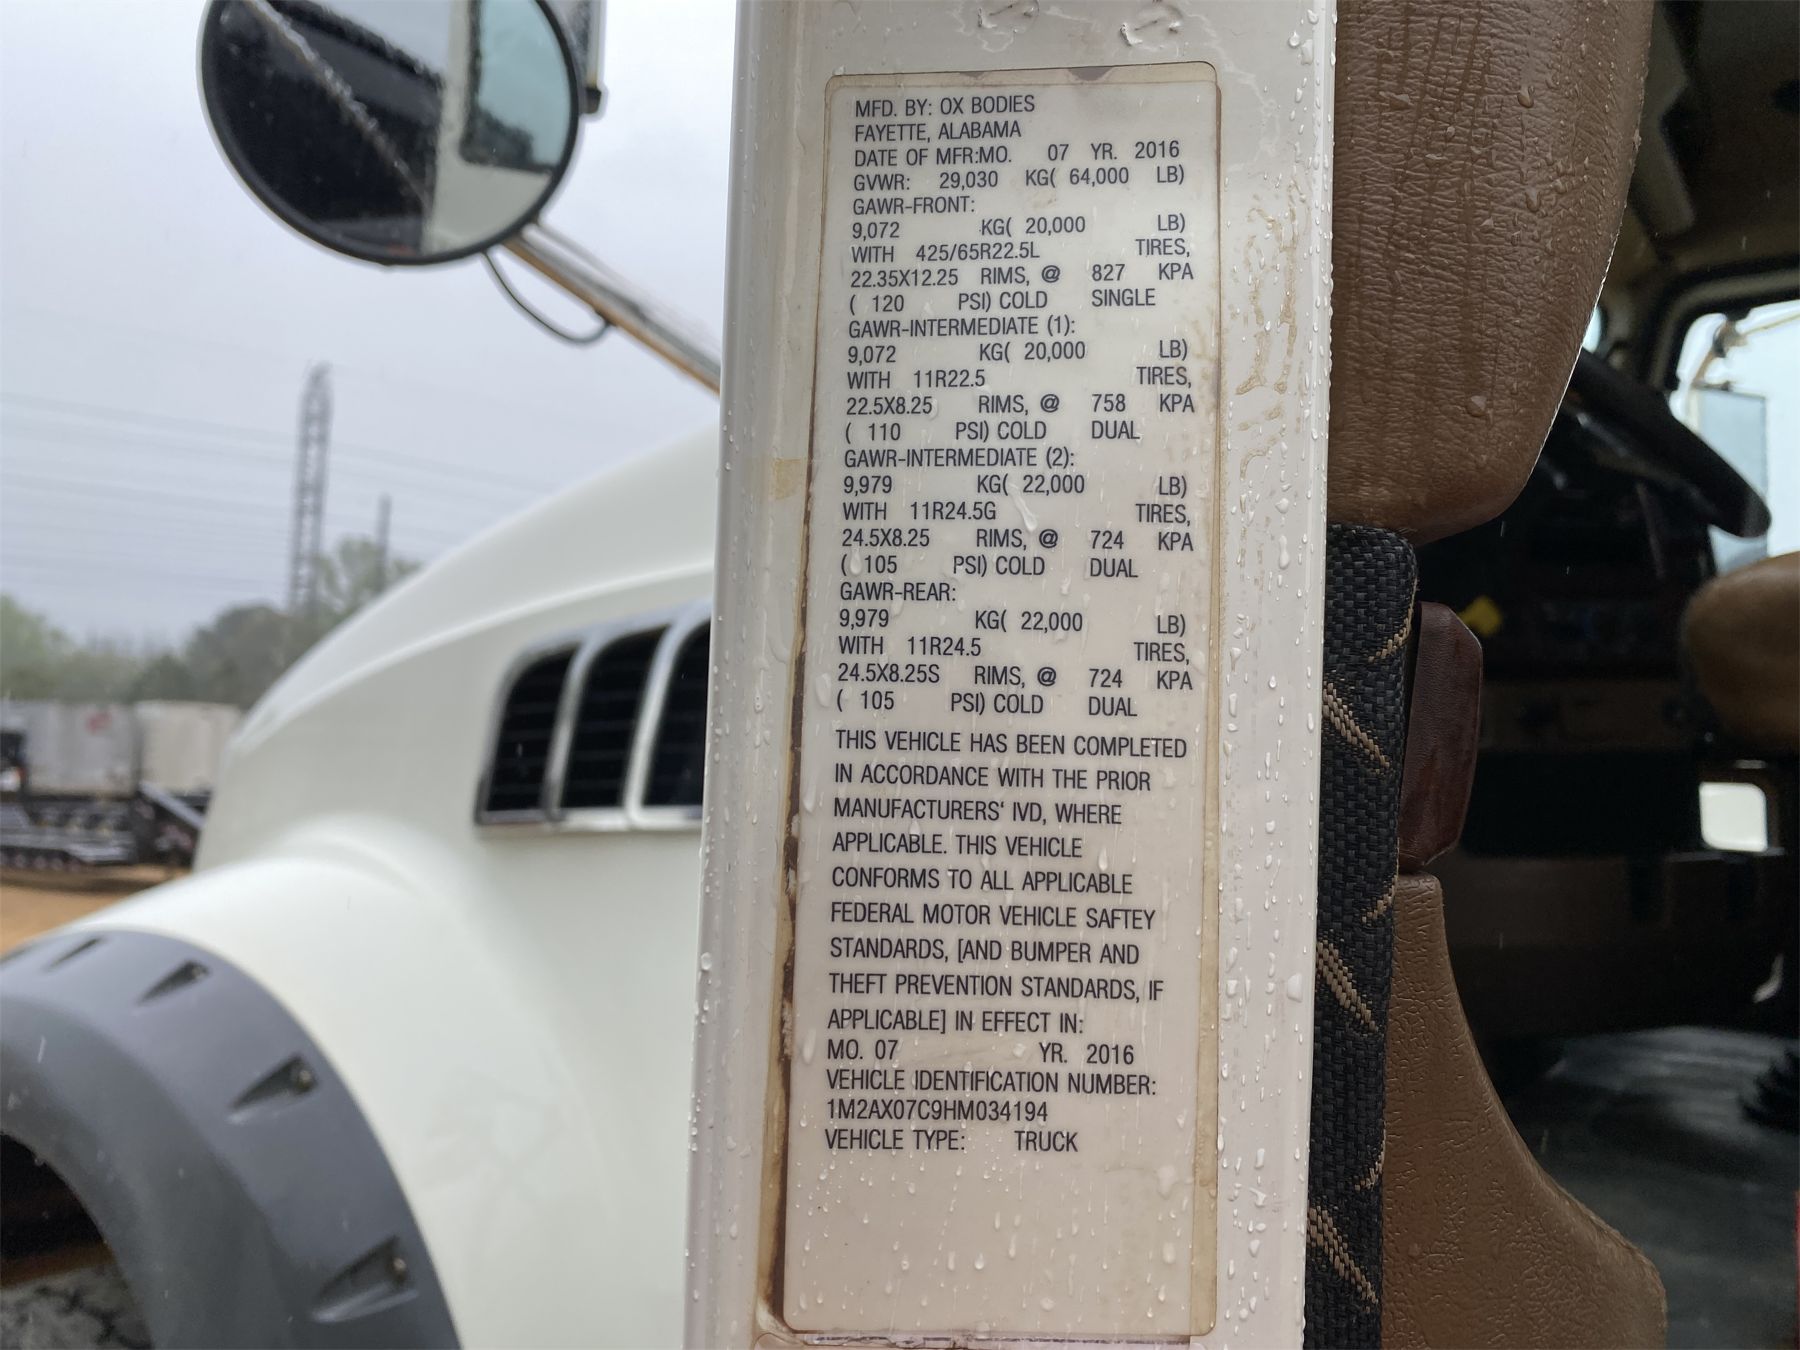 MFD. BY: OX BODIES
FAYETTE, ALABAMA
DATE OF MFR:MO. 07 YR. 2016
GVWR: 29,030 KG( 64,000 LB)
GAWR-FRONT:
9,072 KG( 20,000 LB)
WITH 425/65R22.5L TIRES,
22.35X12.25 RIMS, @ 827 KPA
( 120 PSI) COLD SINGLE
GAWR-INTERMEDIATE (1):
9,072 KG( 20,000 LB)
WITH 11R22.5 TIRES,
22.5X8.25 RIMS, @ 758 KPA
( 110 PSI) COLD DUAL
GAWR-INTERMEDIATE (2):
9,979 KG( 22,000 LB)
WITH 11R24.5G TIRES,
24.5X8.25 RIMS, @ 724 KPA
( 105 PSI) COLD DUAL
GAWR-REAR:
9,979 KG( 22,000 LB)
WITH 11R24.5 TIRES,
24.5X8.25S RIMS, @ 724 KPA
( 105 PSI) COLD DUAL
THIS VEHICLE HAS BEEN COMPLETED
IN ACCORDANCE WITH THE PRIOR
MANUFACTURERS' IVD, WHERE
APPLICABLE. THIS VEHICLE
CONFORMS TO ALL APPLICABLE
FEDERAL MOTOR VEHICLE SAFTEY
STANDARDS, [AND BUMPER AND
THEFT PREVENTION STANDARDS, IF
APPLICABLE] IN EFFECT IN:
MO. 07 YR. 2016
VEHICLE IDENTIFICATION NUMBER:
1M2AX07C9HM034194
VEHICLE TYPE: TRUCK